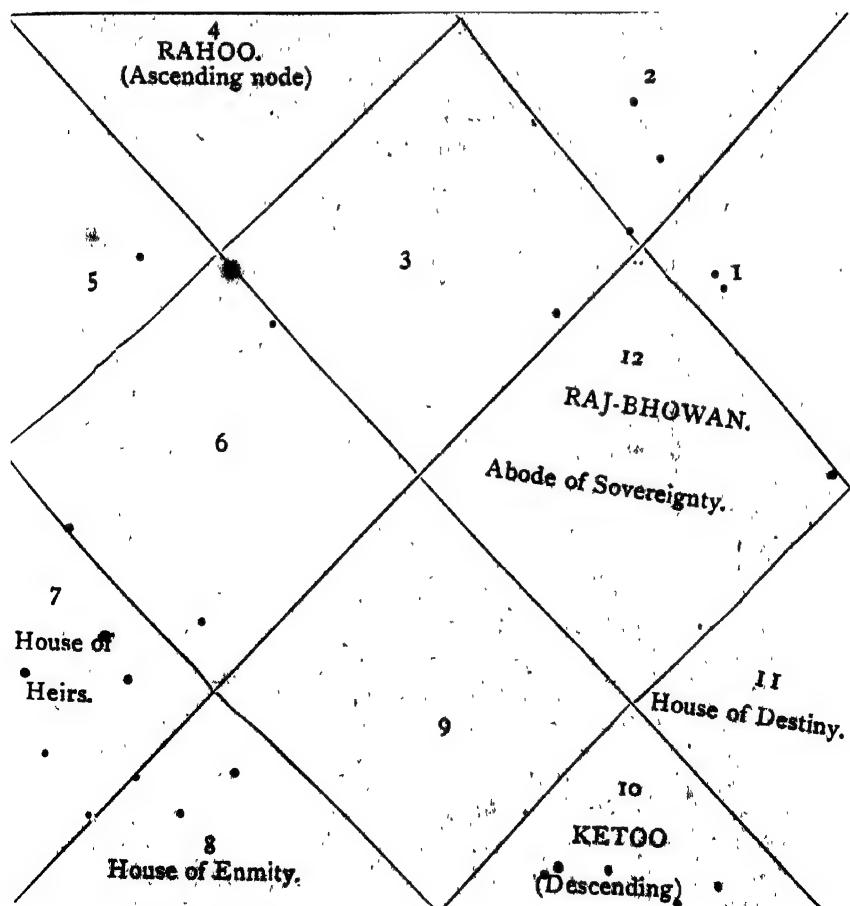 4
RAHOO.
(Ascending node)
2
3
1
5
12
RAJ-BHOWAN.
Abode of Sovereignty.
6
7
House of
Heirs.
11
House of Destiny.
9
10
KETOO
(Descending)
8
House of Enmity.